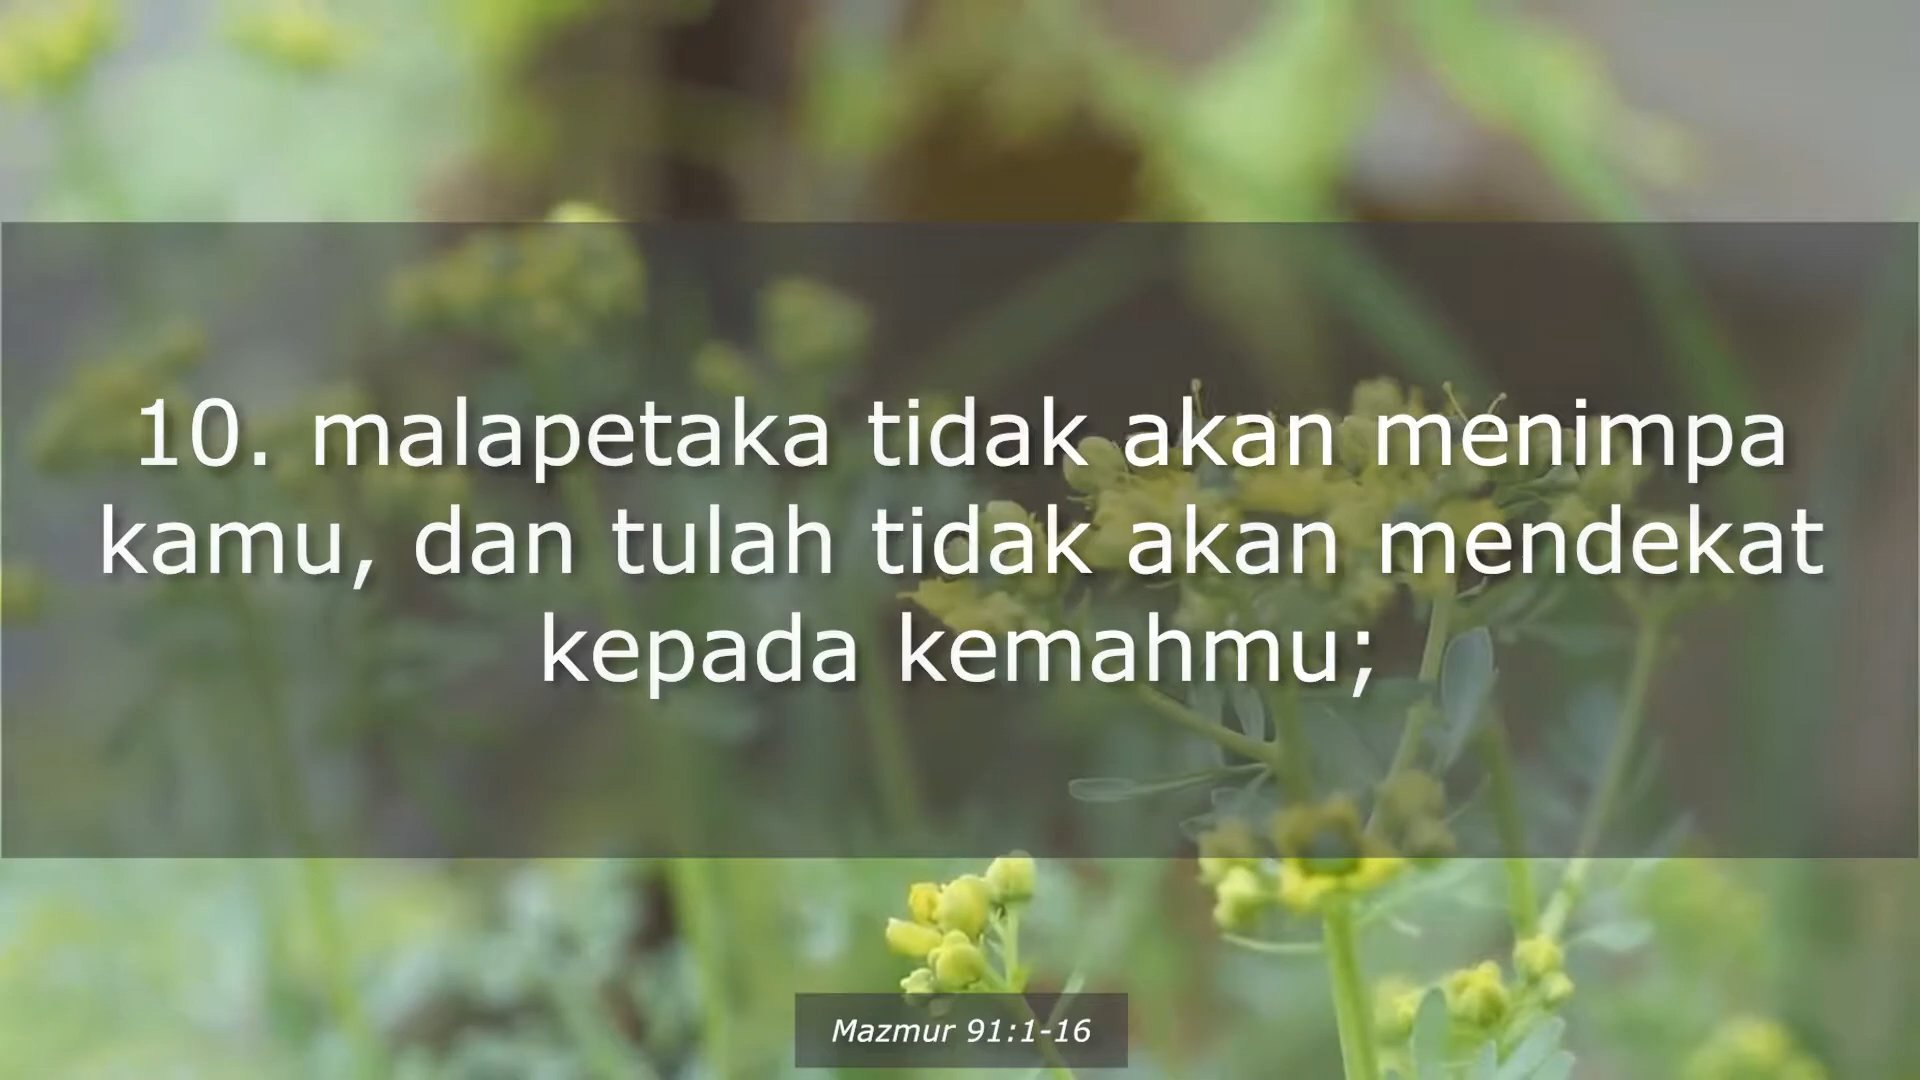 10. malapetaka tidak akan menimpa
kamu, dan tulah tidak akan mendekat
kepada kemahmu;
Mazmur 91:1-16